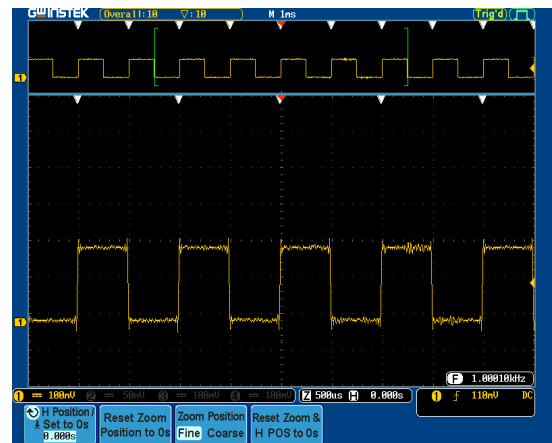 GWINSTEK Overall:10 ▽:10 M 1ms Trig'd
1
1
F 1.00010kHz
1 100mV 2 50mV 3 100mV 4 100mV Z 500us H 0.000s 1 110mV DC
H Position / Set to 0s 0.000s
Reset Zoom Position to 0s
Zoom Position Fine Coarse
Reset Zoom & H POS to 0s